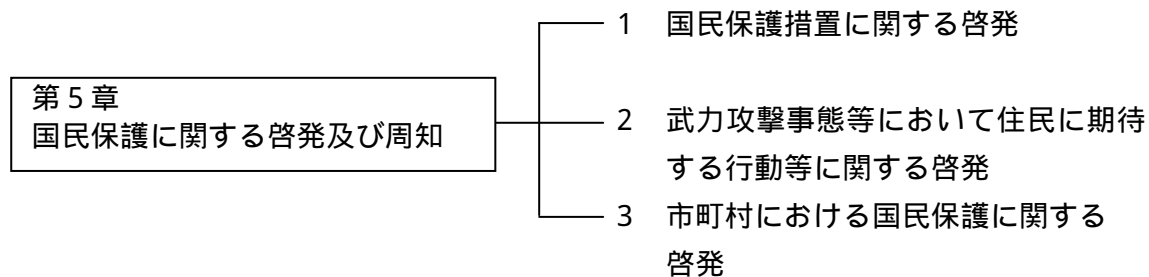 第5章
国民保護に関する啓発及び周知
1 国民保護措置に関する啓発
2 武力攻撃事態等において住民に期待
する行動等に関する啓発
3 市町村における国民保護に関する
啓発